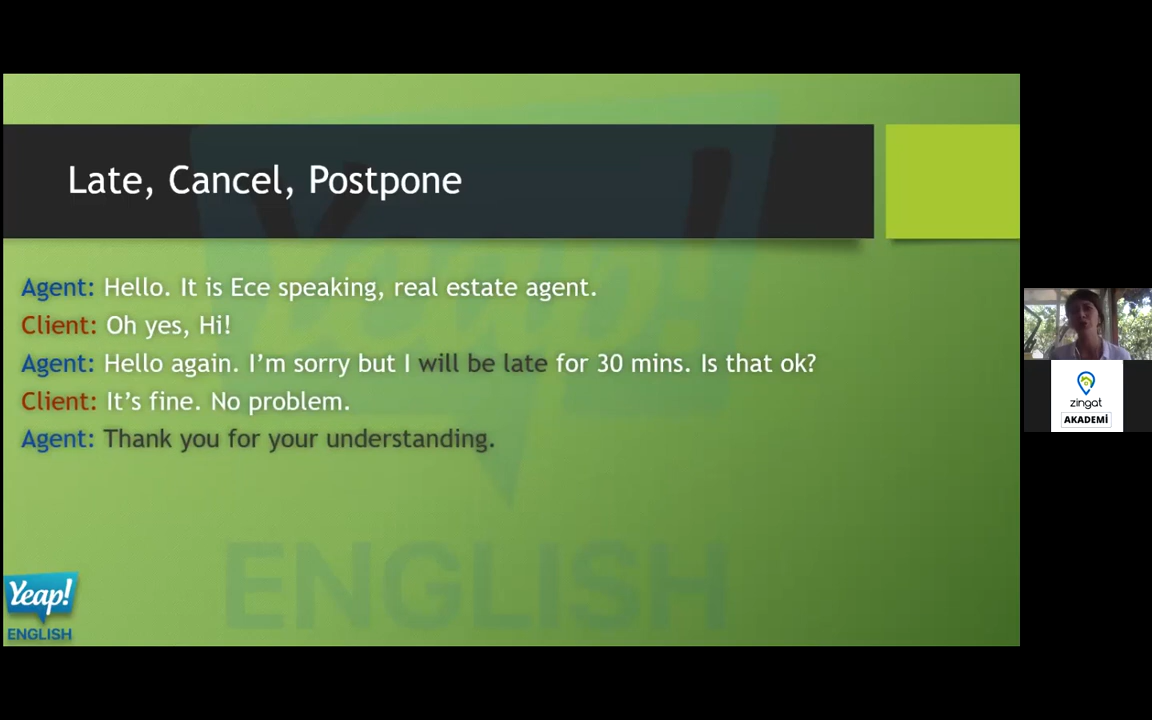 Late, Cancel, Postpone
Agent: Hello. It is Ece speaking, real estate agent.
Client: Oh yes, Hi!
Agent: Hello again. I’m sorry but I will be late for 30 mins. Is that ok?
Client: It’s fine. No problem.
Agent: Thank you for your understanding.
Yeap!
ENGLISH
Yeap!
ENGLISH
zingat
AKADEMİ